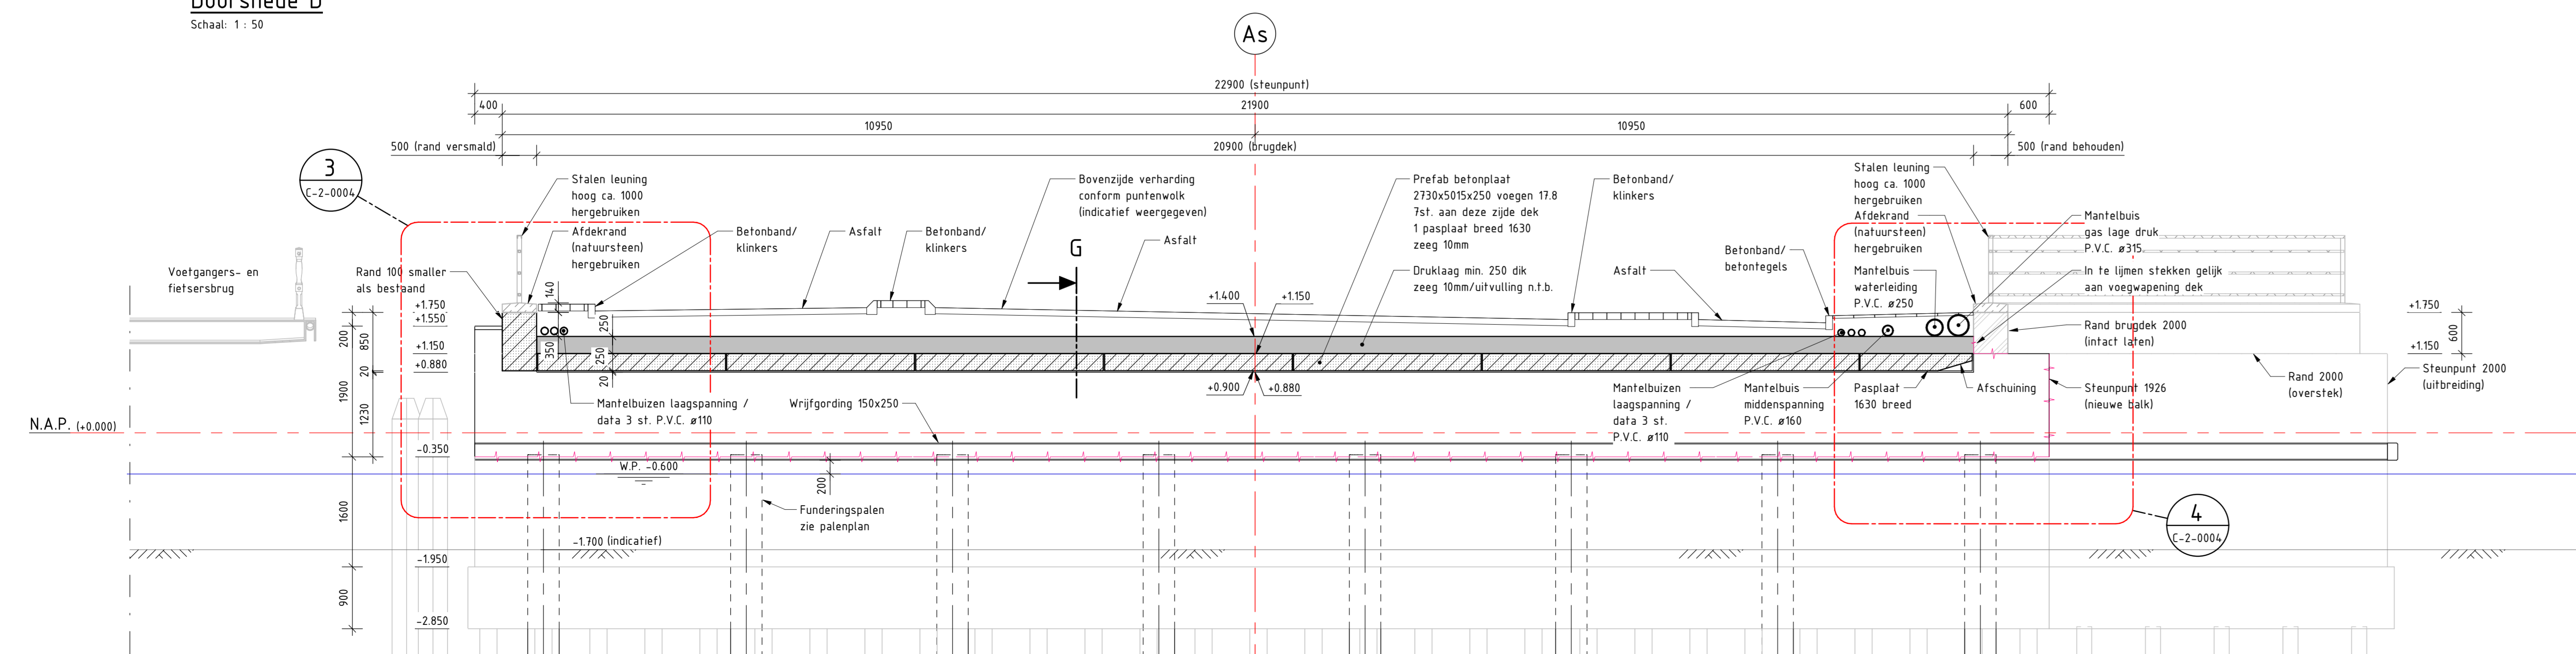 Doorsnede D
Schaal: 1 : 50
As
22900 (steunpunt)
400
21900
600
10950
10950
500 (rand versmald)
20900 (brugdek)
500 (rand behouden)
3
C-2-0004
Stalen leuning
hoog ca. 1000
hergebruiken
Afdekrand
(natuursteen)
hergebruiken
Betonband/
klinkers
Asfalt
Betonband/
klinkers
Bovenzijde verharding
conform puntenwolk
(indicatief weergegeven)
Asfalt
G
Prefab betonplaat
2730x5015x250 voegen 17.8
7st. aan deze zijde dek
1 pasplaat breed 1630
zeeg 10mm
Druklaag min. 250 dik
zeeg 10mm/uitvulling n.t.b.
Betonband/
klinkers
Asfalt
Betonband/
betontegels
Stalen leuning
hoog ca. 1000
hergebruiken
Afdekrand
(natuursteen)
hergebruiken
Mantelbuis
waterleiding
P.V.C. ø250
Mantelbuis
gas lage druk
P.V.C. ø315
In te lijmen stekken gelijk
aan voegwapening dek
Rand brugdek 2000
(intact laten)
Voetgangers- en
fietsersbrug
Rand 100 smaller
als bestaand
+1.750
+1.550
+1.150
+0.880
200
850
20
1900
1230
140
250
350
250
20
+1.400
+1.150
+0.900
+0.880
+1.750
+1.150
600
Mantelbuizen laagspanning /
data 3 st. P.V.C. ø110
Wrijfgording 150x250
Mantelbuizen
laagspanning /
data 3 st.
P.V.C. ø110
Mantelbuis
middenspanning
P.V.C. ø160
Pasplaat
1630 breed
Afschuining
Steunpunt 1926
(nieuwe balk)
Rand 2000
(overstek)
Steunpunt 2000
(uitbreiding)
N.A.P. (+0.000)
-0.350
W.P. -0.600
200
Funderingspalen
zie palenplan
1600
-1.700 (indicatief)
-1.950
900
-2.850
4
C-2-0004